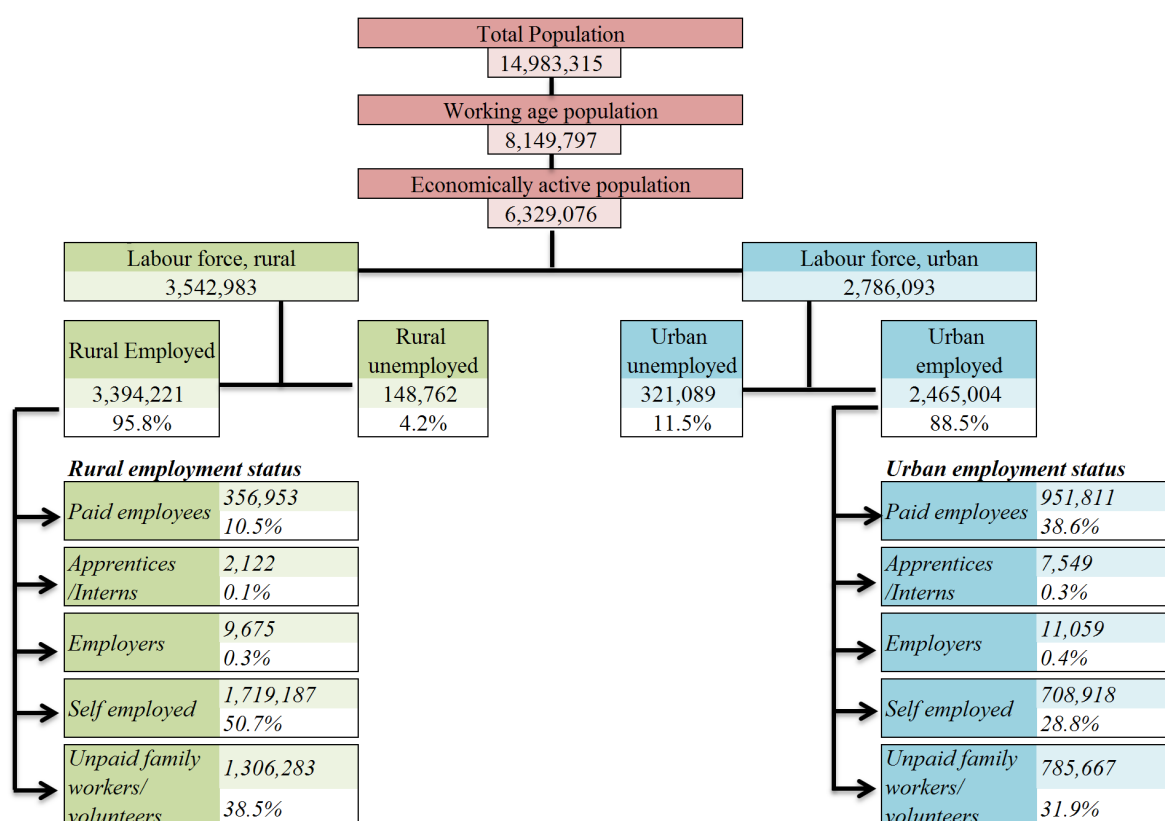 Total Population
14,983,315
Working age population
8,149,797
Economically active population
6,329,076
Labour force, rural
3,542,983
Labour force, urban
2,786,093
Rural Employed
3,394,221
95.8%
Rural
unemployed
148,762
4.2%
Urban
unemployed
321,089
11.5%
Urban
employed
2,465,004
88.5%
Rural employment status
Paid employees
356,953
10.5%
Apprentices
/Interns
2,122
0.1%
Employers
9,675
0.3%
Self employed
1,719,187
50.7%
Unpaid family
workers/
volunteers
1,306,283
38.5%
Urban employment status
Paid employees
951,811
38.6%
Apprentices
/Interns
7,549
0.3%
Employers
11,059
0.4%
Self employed
708,918
28.8%
Unpaid family
workers/
volunteers
785,667
31.9%